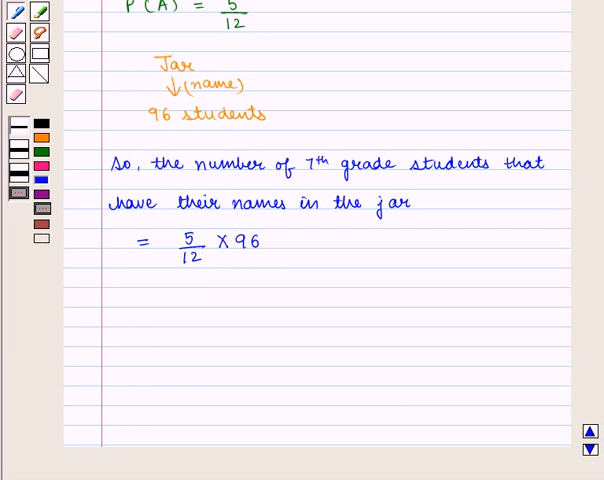 P(A) = 5/12
Jar
↓(name)
96 students
So, the number of 7th grade students that
have their names in the jar
= 5/12 × 96